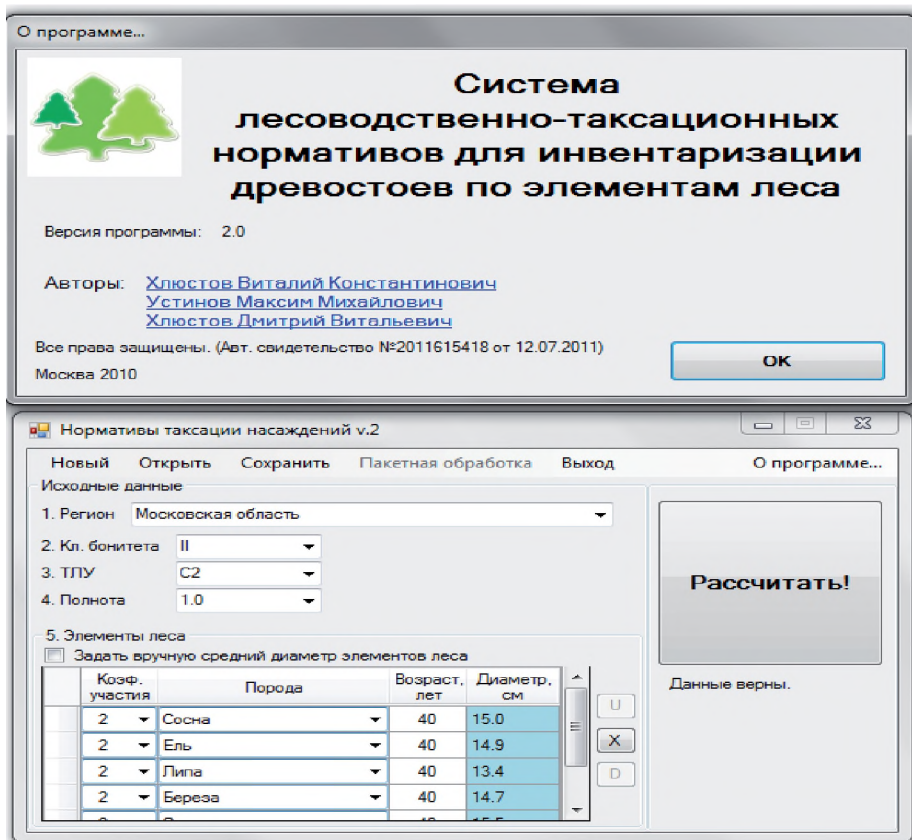 О программе...
Система
лесоводственно-таксационных
нормативов для инвентаризации
древостоев по элементам леса
Версия программы: 2.0
Авторы: Хлюстов Виталий Константинович
Устинов Максим Михайлович
Хлюстов Дмитрий Витальевич
Все права защищены. (Авт. свидетельство №2011615418 от 12.07.2011)
Москва 2010
ОК
Нормативы таксации насаждений v.2
Новый Открыть Сохранить Пакетная обработка Выход О программе...
Исходные данные
1. Регион Московская область
2. Кл. бонитета II
3. ТЛУ С2
4. Полнота 1.0
Рассчитать!
Данные верны.
5. Элементы леса
Задать вручную средний диаметр элементов леса
Коэф. участия Порода Возраст, лет Диаметр, см
2 Сосна 40 15.0
2 Ель 40 14.9
2 Липа 40 13.4
2 Береза 40 14.7
U
X
D